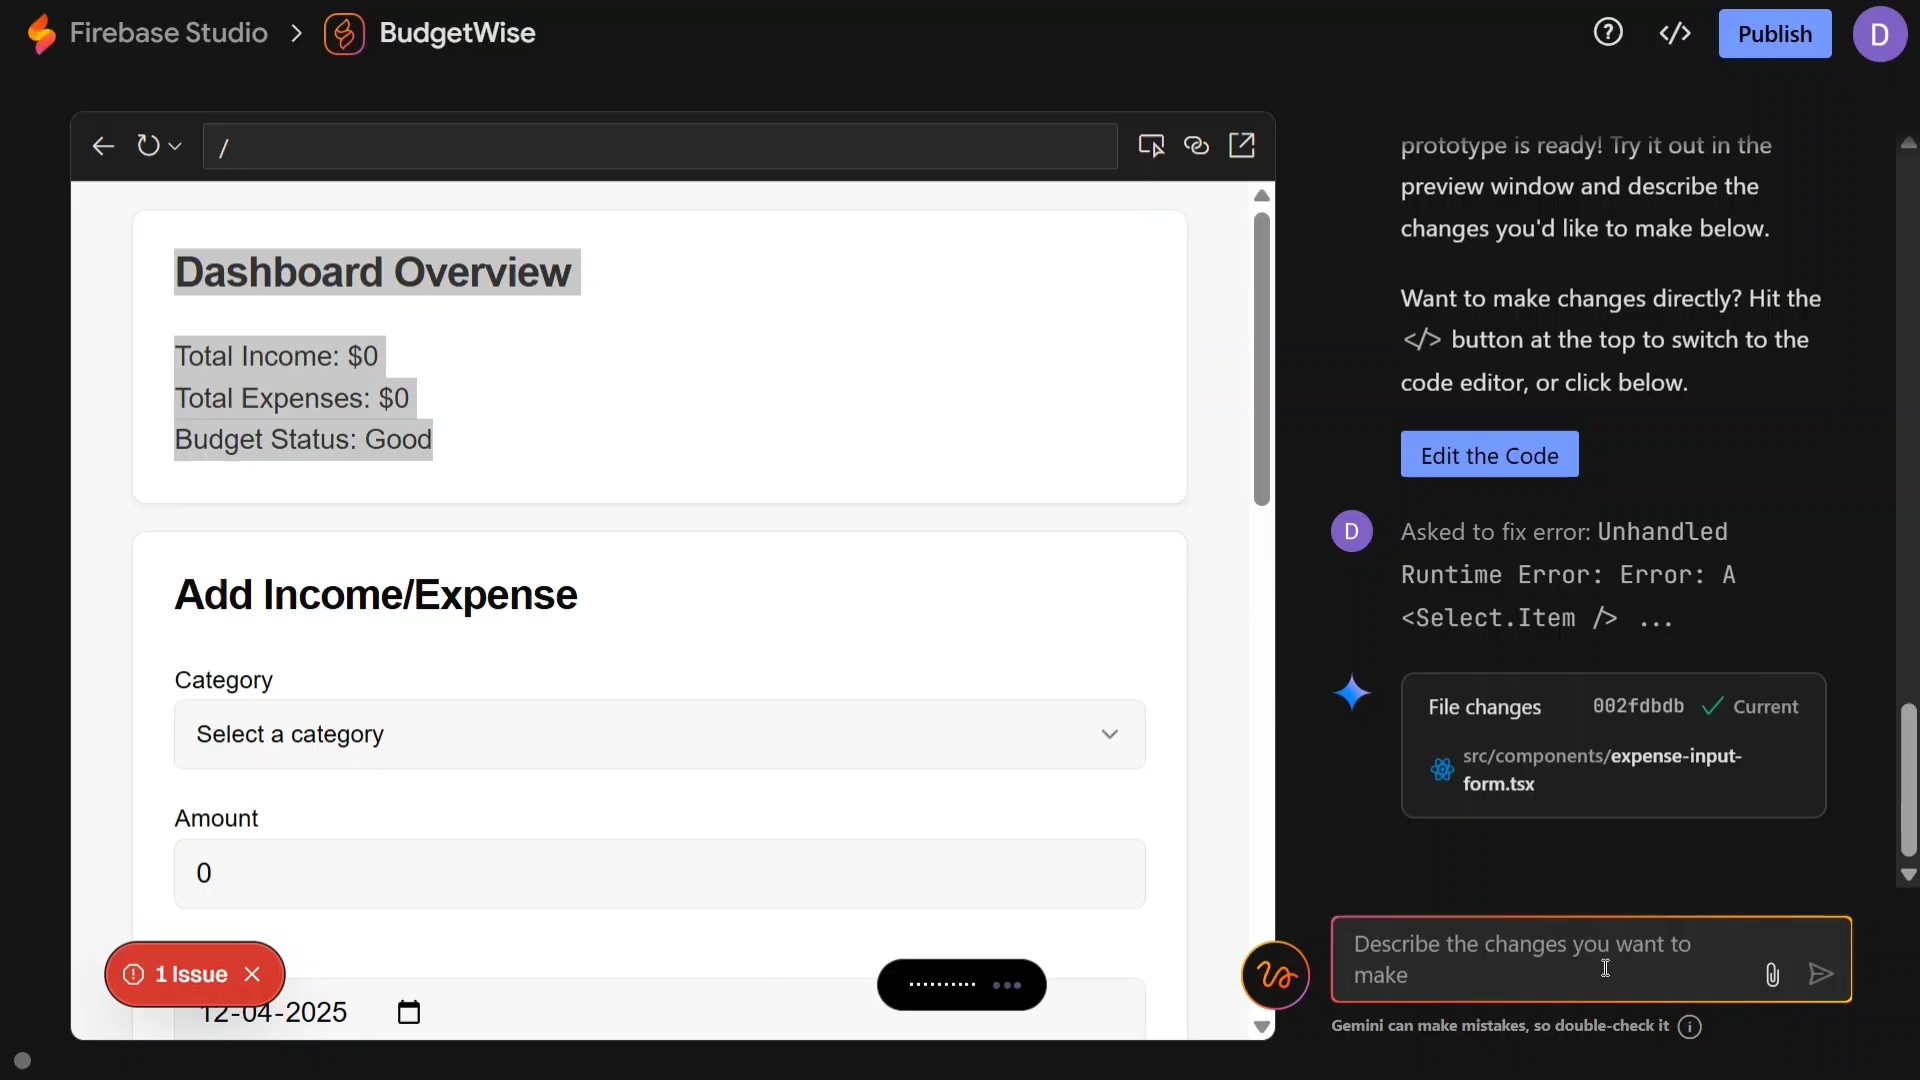 Firebase Studio
BudgetWise
</>
Publish
D
/
Dashboard Overview
Total Income: $0
Total Expenses: $0
Budget Status: Good
Add Income/Expense
Category
Select a category
Amount
0
1 Issue
12-04-2025
prototype is ready! Try it out in the
preview window and describe the
changes you'd like to make below.
Want to make changes directly? Hit the
</> button at the top to switch to the
code editor, or click below.
Edit the Code
D
Asked to fix error: Unhandled
Runtime Error: Error: A
<Select.Item /> ...
File changes 002fdbdb Current
src/components/expense-input-
form.tsx
Describe the changes you want to
make
Gemini can make mistakes, so double-check it